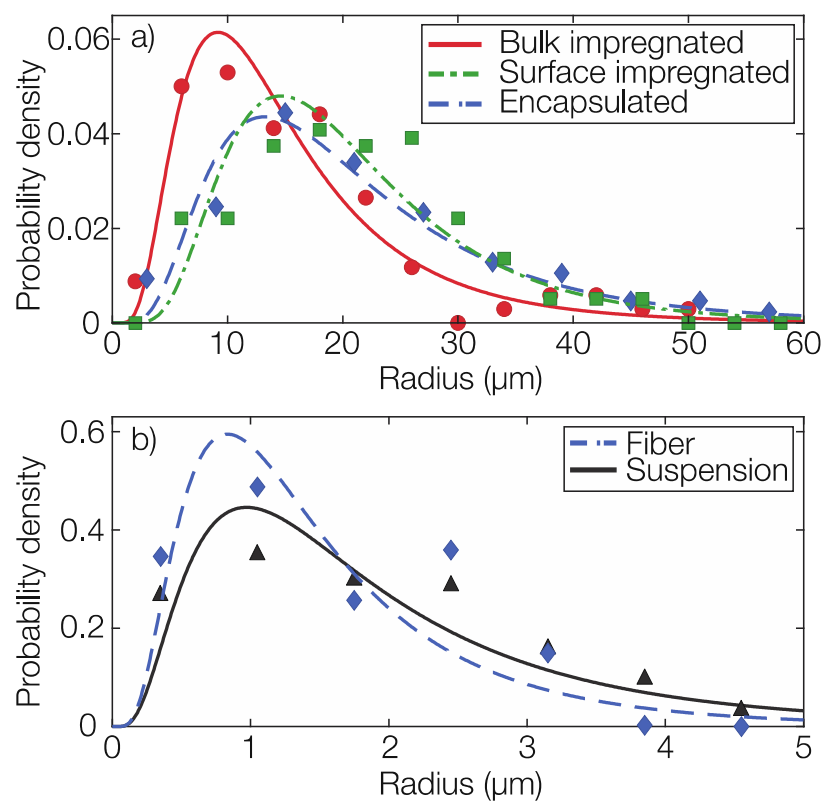 a)
Bulk impregnated
Surface impregnated
Encapsulated
Probability density
0.06
0.04
0.02
0
0 10 20 30 40 50 60
Radius (µm)
b)
Fiber
Suspension
Probability density
0.6
0.4
0.2
0
0 1 2 3 4 5
Radius (µm)